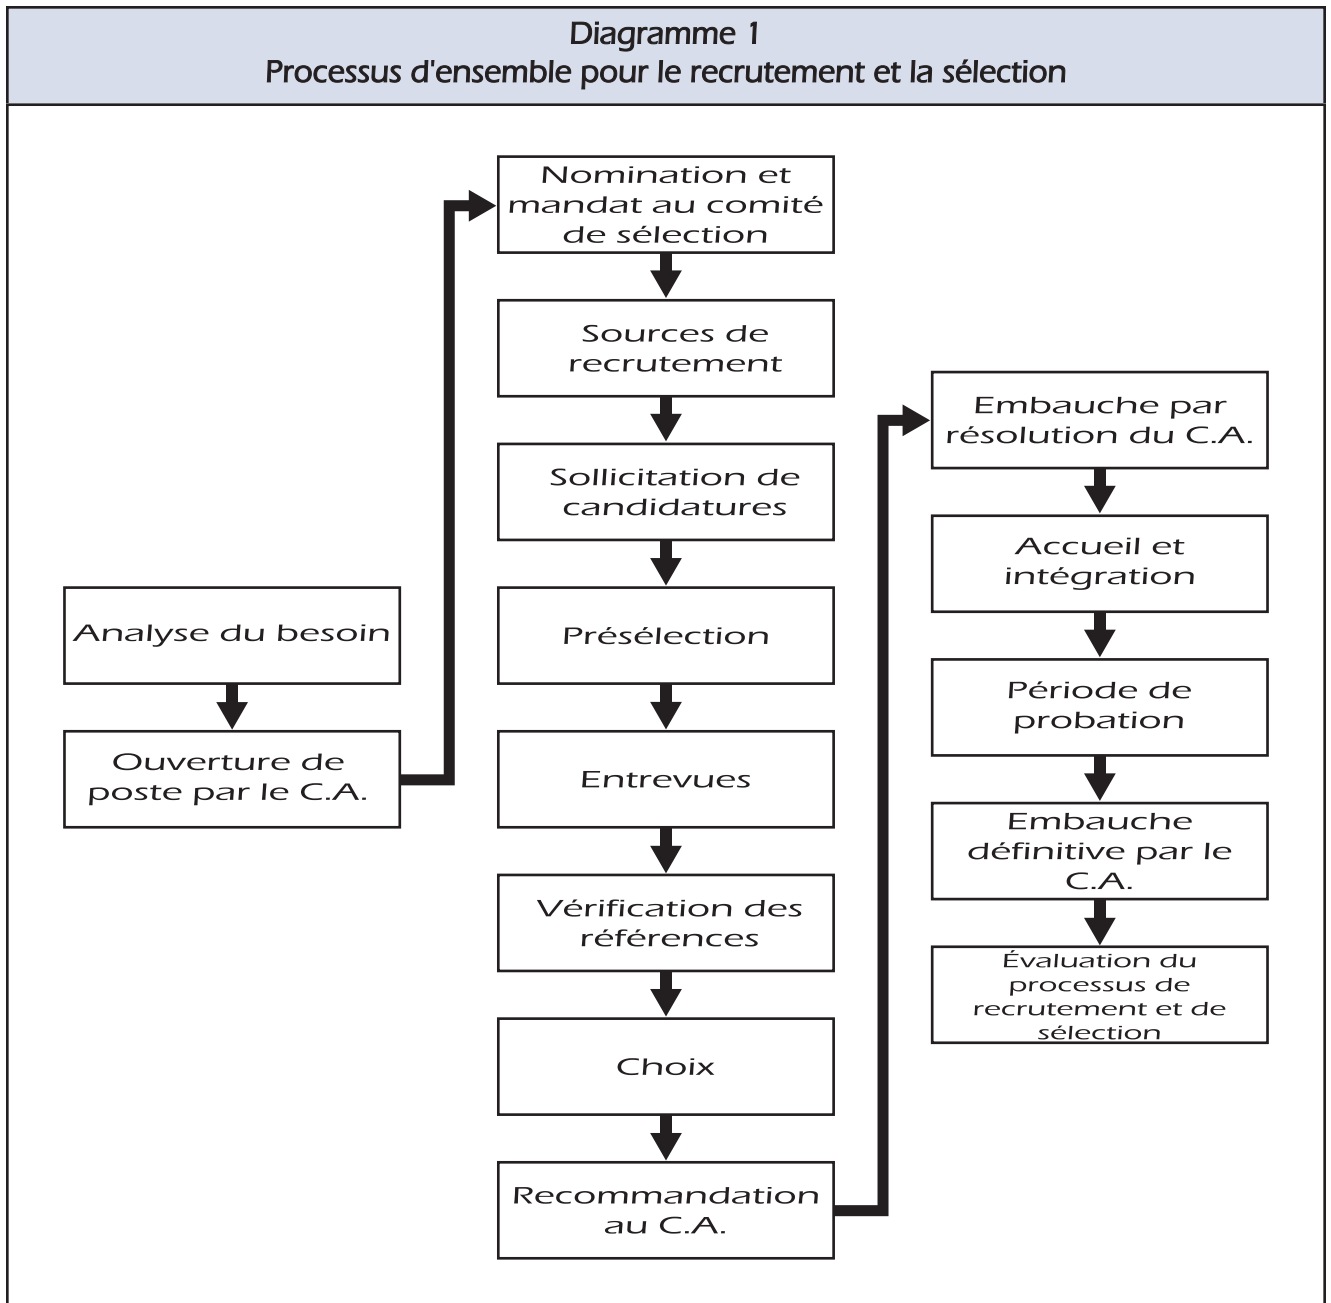 Diagramme 1
Processus d'ensemble pour le recrutement et la sélection
Analyse du besoin
Ouverture de
poste par le C.A.
Nomination et
mandat au comité
de sélection
Sources de
recrutement
Sollicitation de
candidatures
Présélection
Entrevues
Vérification des
références
Choix
Recommandation
au C.A.
Embauche par
résolution du C.A.
Accueil et
intégration
Période de
probation
Embauche
définitive par le
C.A.
Évaluation du
processus de
recrutement et de
sélection